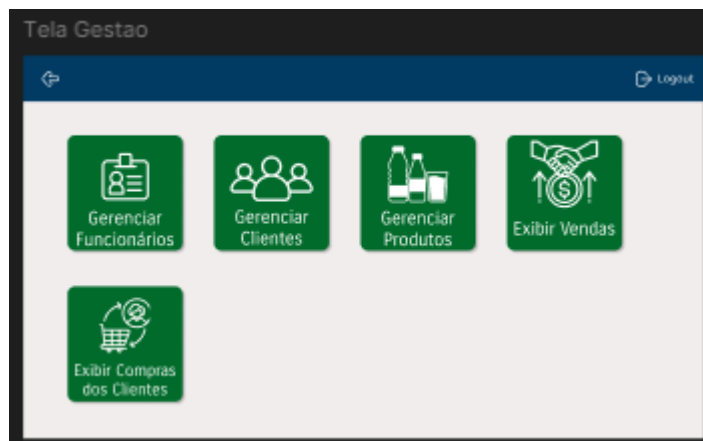 Tela Gestao
Logout
Gerenciar
Funcionários
Gerenciar
Clientes
Gerenciar
Produtos
Exibir Vendas
Exibir Compras
dos Clientes